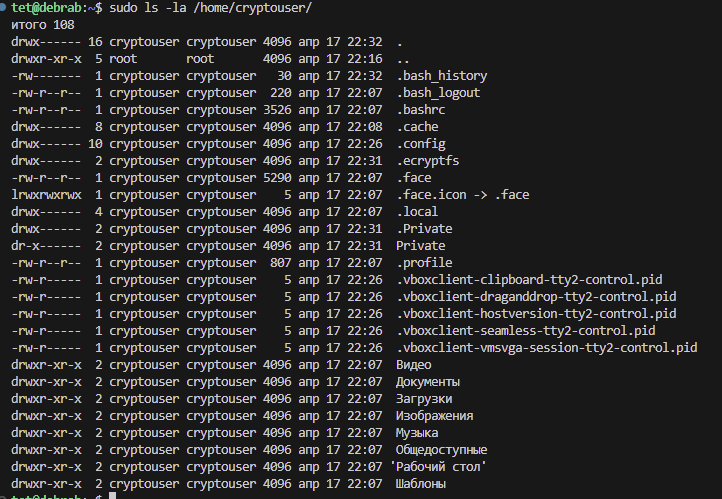 tet@debrab:~$ sudo ls -la /home/cryptouser/
итого 108
drwx------ 16 cryptouser cryptouser 4096 апр 17 22:32 .
drwxr-xr-x 5 root root 4096 апр 17 22:16 ..
-rw------- 1 cryptouser cryptouser 30 апр 17 22:32 .bash_history
-rw-r--r-- 1 cryptouser cryptouser 220 апр 17 22:07 .bash_logout
-rw-r--r-- 1 cryptouser cryptouser 3526 апр 17 22:07 .bashrc
drwx------ 8 cryptouser cryptouser 4096 апр 17 22:08 .cache
drwx------ 10 cryptouser cryptouser 4096 апр 17 22:26 .config
drwx------ 2 cryptouser cryptouser 4096 апр 17 22:31 .ecryptfs
-rw-r--r-- 1 cryptouser cryptouser 5290 апр 17 22:07 .face
lrwxrwxrwx 1 cryptouser cryptouser 5 апр 17 22:07 .face.icon -> .face
drwx------ 4 cryptouser cryptouser 4096 апр 17 22:07 .local
drwx------ 2 cryptouser cryptouser 4096 апр 17 22:31 .Private
dr-x------ 2 cryptouser cryptouser 4096 апр 17 22:31 Private
-rw-r--r-- 1 cryptouser cryptouser 807 апр 17 22:07 .profile
-rw-r----- 1 cryptouser cryptouser 5 апр 17 22:26 .vboxclient-clipboard-tty2-control.pid
-rw-r----- 1 cryptouser cryptouser 5 апр 17 22:26 .vboxclient-draganddrop-tty2-control.pid
-rw-r----- 1 cryptouser cryptouser 5 апр 17 22:26 .vboxclient-hostversion-tty2-control.pid
-rw-r----- 1 cryptouser cryptouser 5 апр 17 22:26 .vboxclient-seamless-tty2-control.pid
-rw-r----- 1 cryptouser cryptouser 5 апр 17 22:26 .vboxclient-vmsvga-session-tty2-control.pid
drwxr-xr-x 2 cryptouser cryptouser 4096 апр 17 22:07 Видео
drwxr-xr-x 2 cryptouser cryptouser 4096 апр 17 22:07 Документы
drwxr-xr-x 2 cryptouser cryptouser 4096 апр 17 22:07 Загрузки
drwxr-xr-x 2 cryptouser cryptouser 4096 апр 17 22:07 Изображения
drwxr-xr-x 2 cryptouser cryptouser 4096 апр 17 22:07 Музыка
drwxr-xr-x 2 cryptouser cryptouser 4096 апр 17 22:07 Общедоступные
drwxr-xr-x 2 cryptouser cryptouser 4096 апр 17 22:07 'Рабочий стол'
drwxr-xr-x 2 cryptouser cryptouser 4096 апр 17 22:07 Шаблоны
tet@debrab:~$